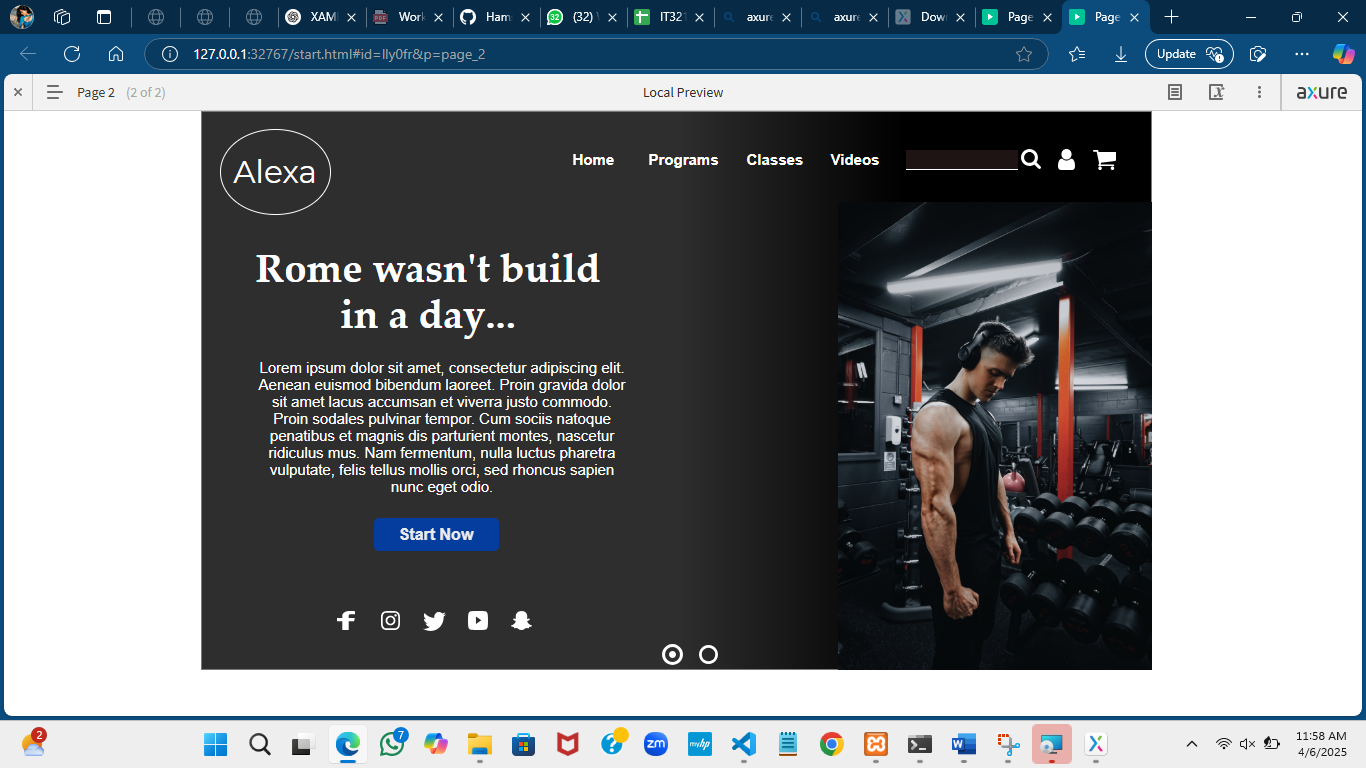 XAM
Work
Ham
(32)
IT321
axure
axure
Dow
Page
Page
127.0.0.1:32767/start.html#id=lly0fr&p=page_2
Update
Page 2 (2 of 2)
Local Preview
axure
Alexa
Home Programs Classes Videos
Rome wasn't build
in a day...
Lorem ipsum dolor sit amet, consectetur adipiscing elit.
Aenean euismod bibendum laoreet. Proin gravida dolor
sit amet lacus accumsan et viverra justo commodo.
Proin sodales pulvinar tempor. Cum sociis natoque
penatibus et magnis dis parturient montes, nascetur
ridiculus mus. Nam fermentum, nulla luctus pharetra
vulputate, felis tellus mollis orci, sed rhoncus sapien
nunc eget odio.
Start Now
2
7
zm
myhp
11:58 AM
4/6/2025